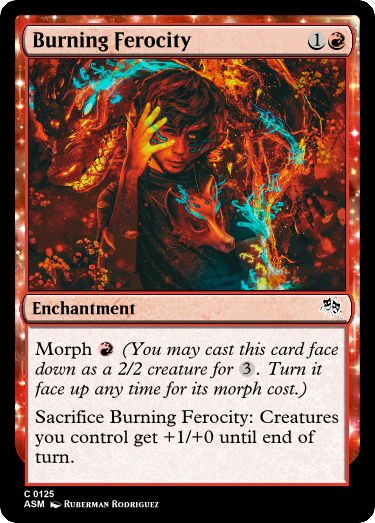 Burning Ferocity 1
Enchantment
Morph (You may cast this card face
down as a 2/2 creature for 3. Turn it
face up any time for its morph cost.)
Sacrifice Burning Ferocity: Creatures
you control get +1/+0 until end of
turn.
C 0125
ASM Ruberman Rodriguez